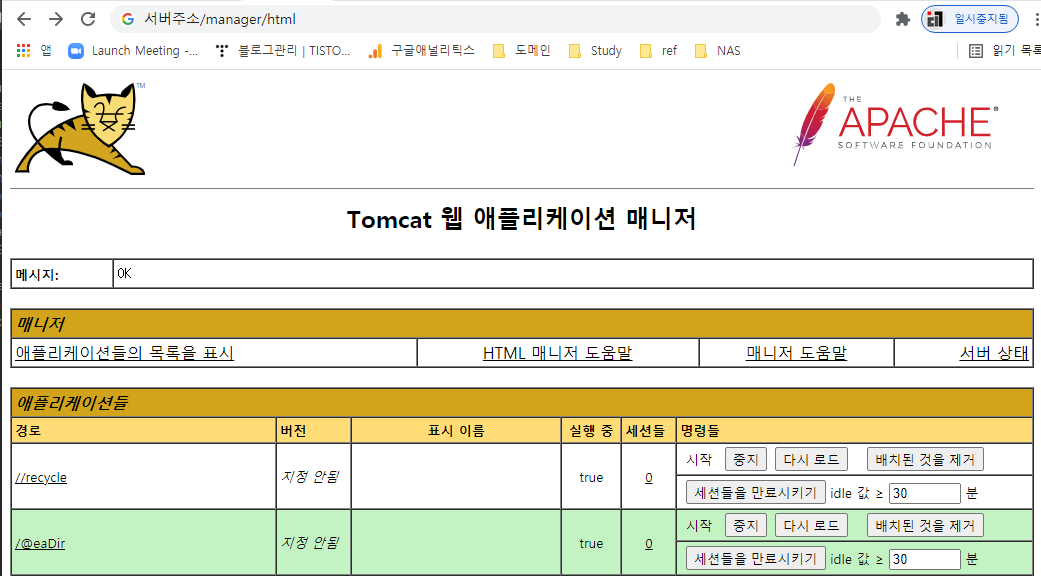 서버주소/manager/html
일시중지됨
앱 Launch Meeting -... 블로그관리 | TISTO... 구글애널리틱스 도메인 Study ref NAS 읽기 목록
TM
THE
APACHE®
SOFTWARE FOUNDATION
Tomcat 웹 애플리케이션 매니저
메시지: OK
매니저
애플리케이션들의 목록을 표시 HTML 매니저 도움말 매니저 도움말 서버 상태
애플리케이션들
경로 버전 표시 이름 실행 중 세션들 명령들
//recycle 지정 안됨 true 0 시작 중지 다시 로드 배치된 것을 제거
세션들을 만료시키기 idle 값 ≥ 30 분
/@eaDir 지정 안됨 true 0 시작 중지 다시 로드 배치된 것을 제거
세션들을 만료시키기 idle 값 ≥ 30 분